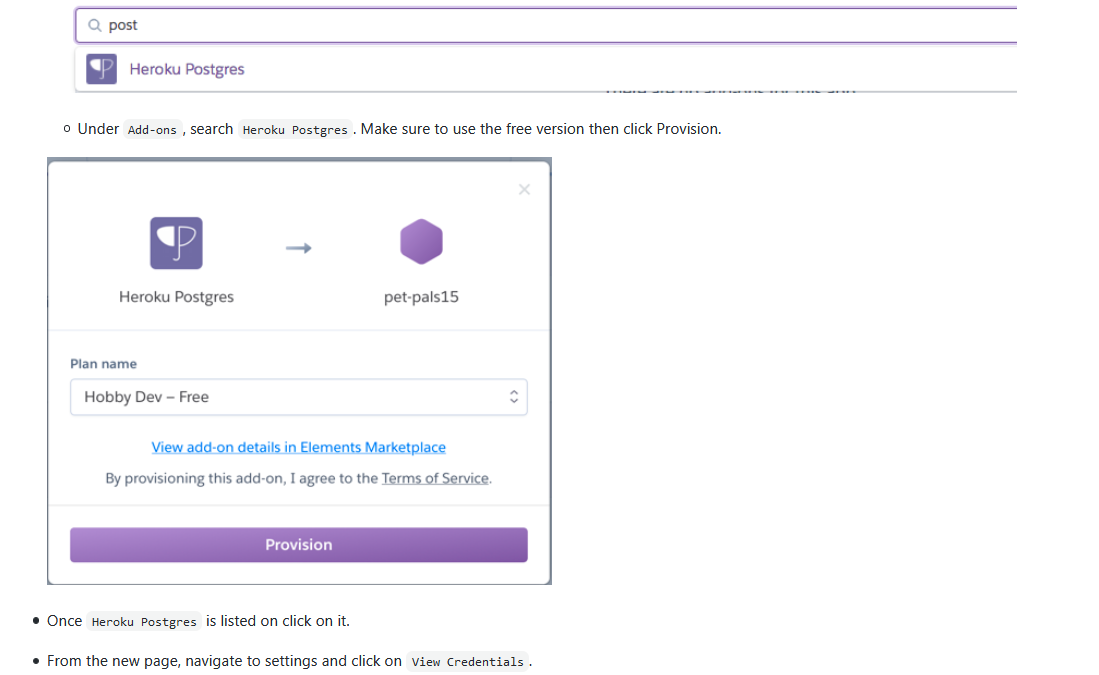 post
Heroku Postgres
Under Add-ons , search Heroku Postgres . Make sure to use the free version then click Provision.
Heroku Postgres
pet-pals15
Plan name
Hobby Dev – Free
View add-on details in Elements Marketplace
By provisioning this add-on, I agree to the Terms of Service.
Provision
Once Heroku Postgres is listed on click on it.
From the new page, navigate to settings and click on View Credentials .